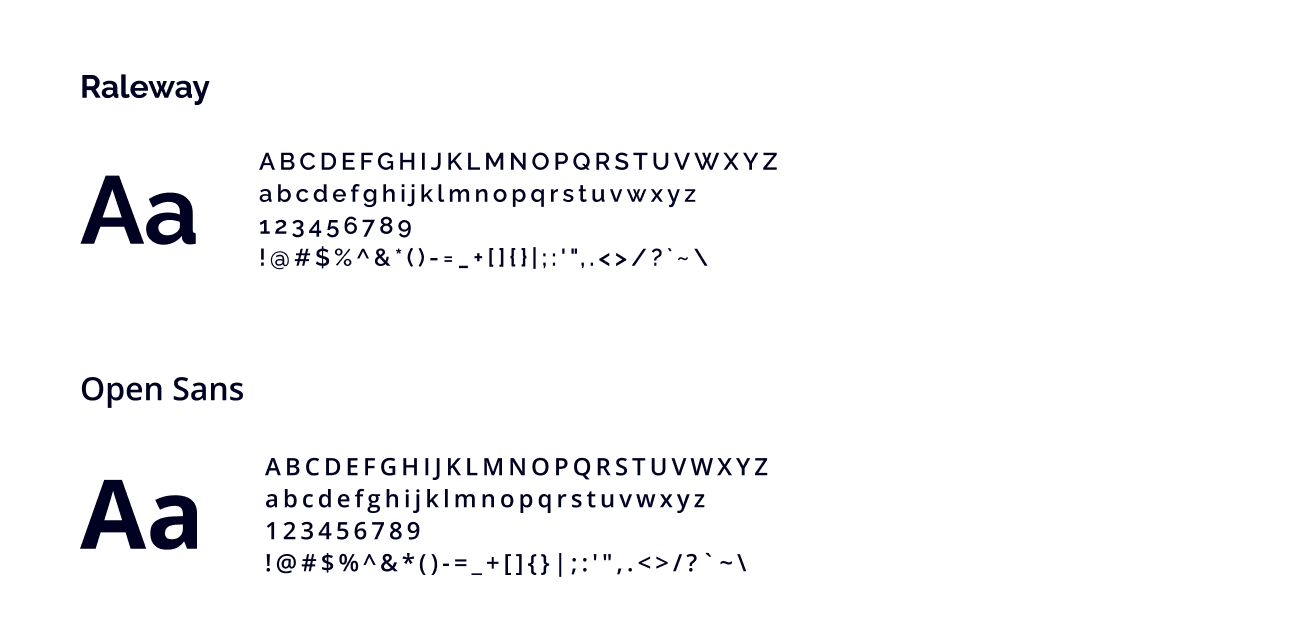 Raleway
Aa
ABCDEFGHIJKLMNOPQRSTUVWXYZ
abcdefghijklmnopqrstuvwxyz
123456789
!@#$%^&*()-=_+[]{}|;:'",.<>/?`~\
Open Sans
Aa
ABCDEFGHIJKLMNOPQRSTUVWXYZ
abcdefghijklmnopqrstuvwxyz
123456789
!@#$%^&*()-=_+[]{}|;:'",.<>/?`~\